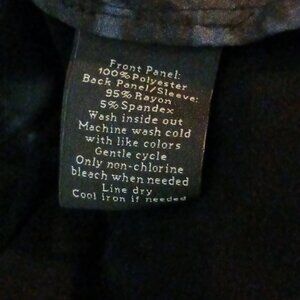 Front Panel:
100%Polyester
Back Panel/Sleeve:
95%Rayon
5%Spandex
Wash inside out
Machine wash cold
with like colors
Gentle cycle
Only non-chlorine
bleach when needed
Line dry
Cool iron if needed